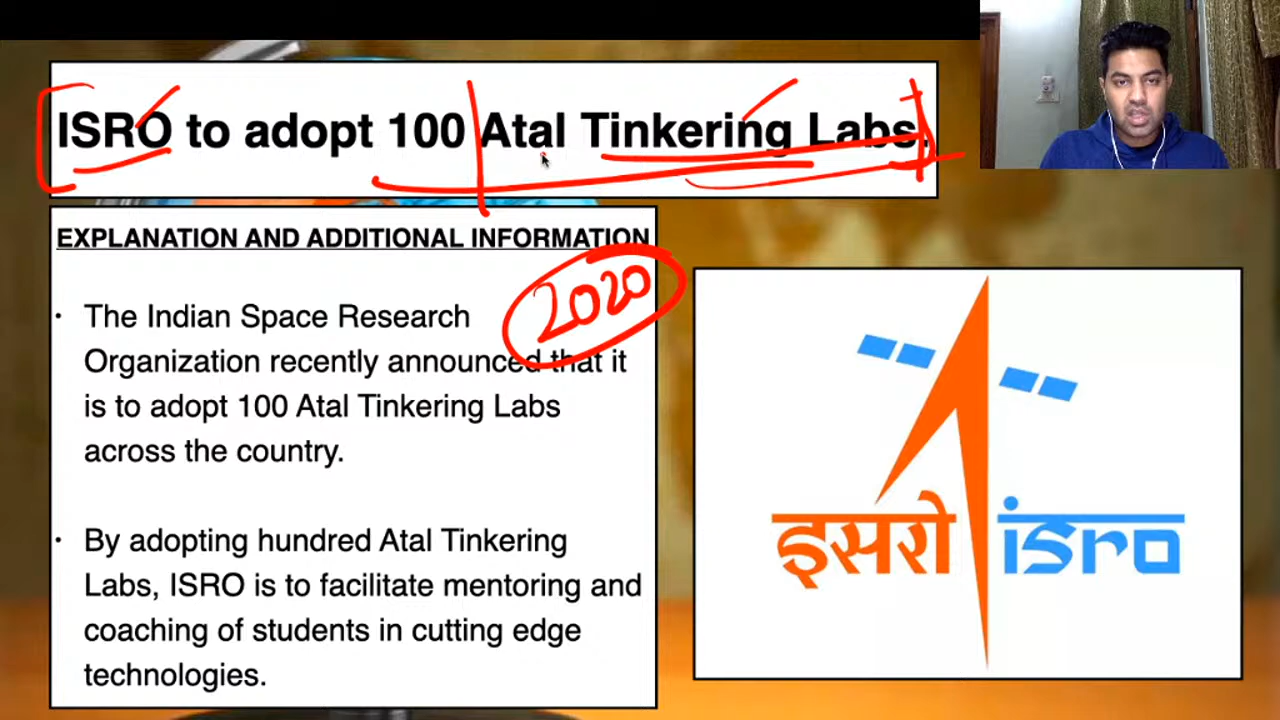 ISRO to adopt 100 Atal Tinkering Labs.
EXPLANATION AND ADDITIONAL INFORMATION
2020
• The Indian Space Research
Organization recently announced that it
is to adopt 100 Atal Tinkering Labs
across the country.
• By adopting hundred Atal Tinkering
Labs, ISRO is to facilitate mentoring and
coaching of students in cutting edge
technologies.
इसरो isro